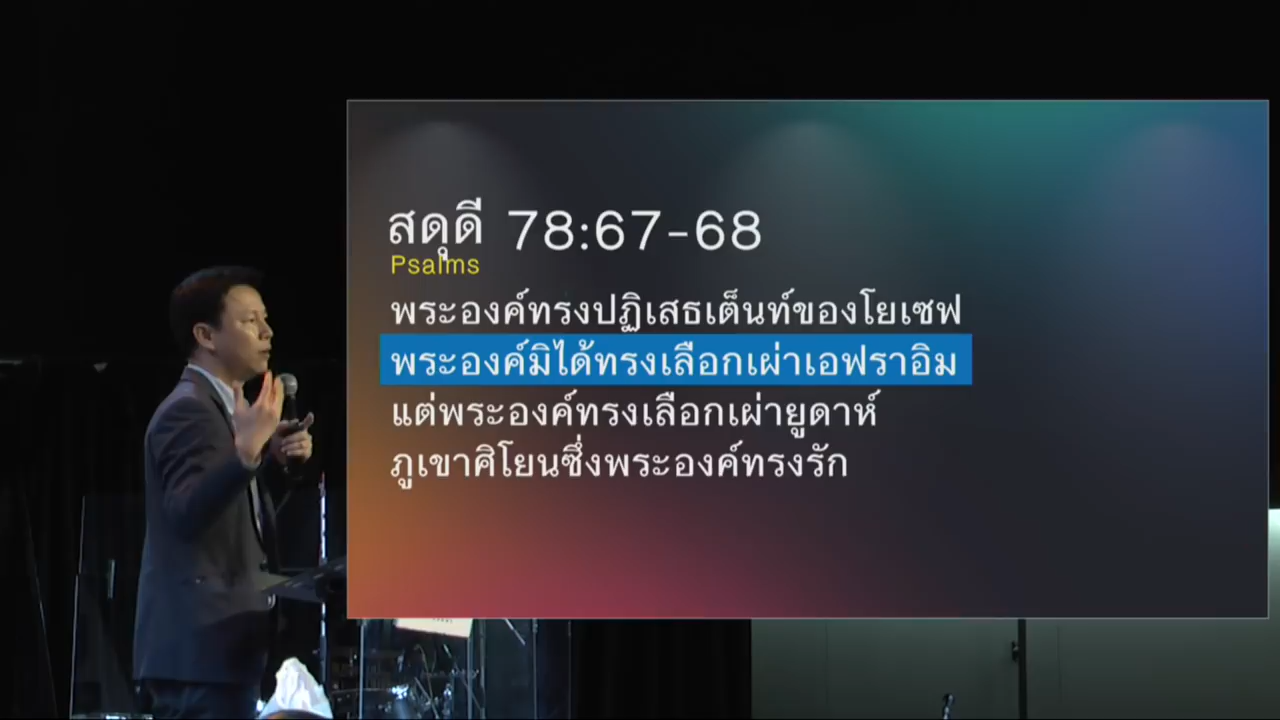 สดุดี 78:67-68
Psalms
พระองค์ทรงปฏิเสธเต็นท์ของโยเซฟ
พระองค์มิได้ทรงเลือกเผ่าเอฟราอิม
แต่พระองค์ทรงเลือกเผ่ายูดาห์
ภูเขาศิโยนซึ่งพระองค์ทรงรัก